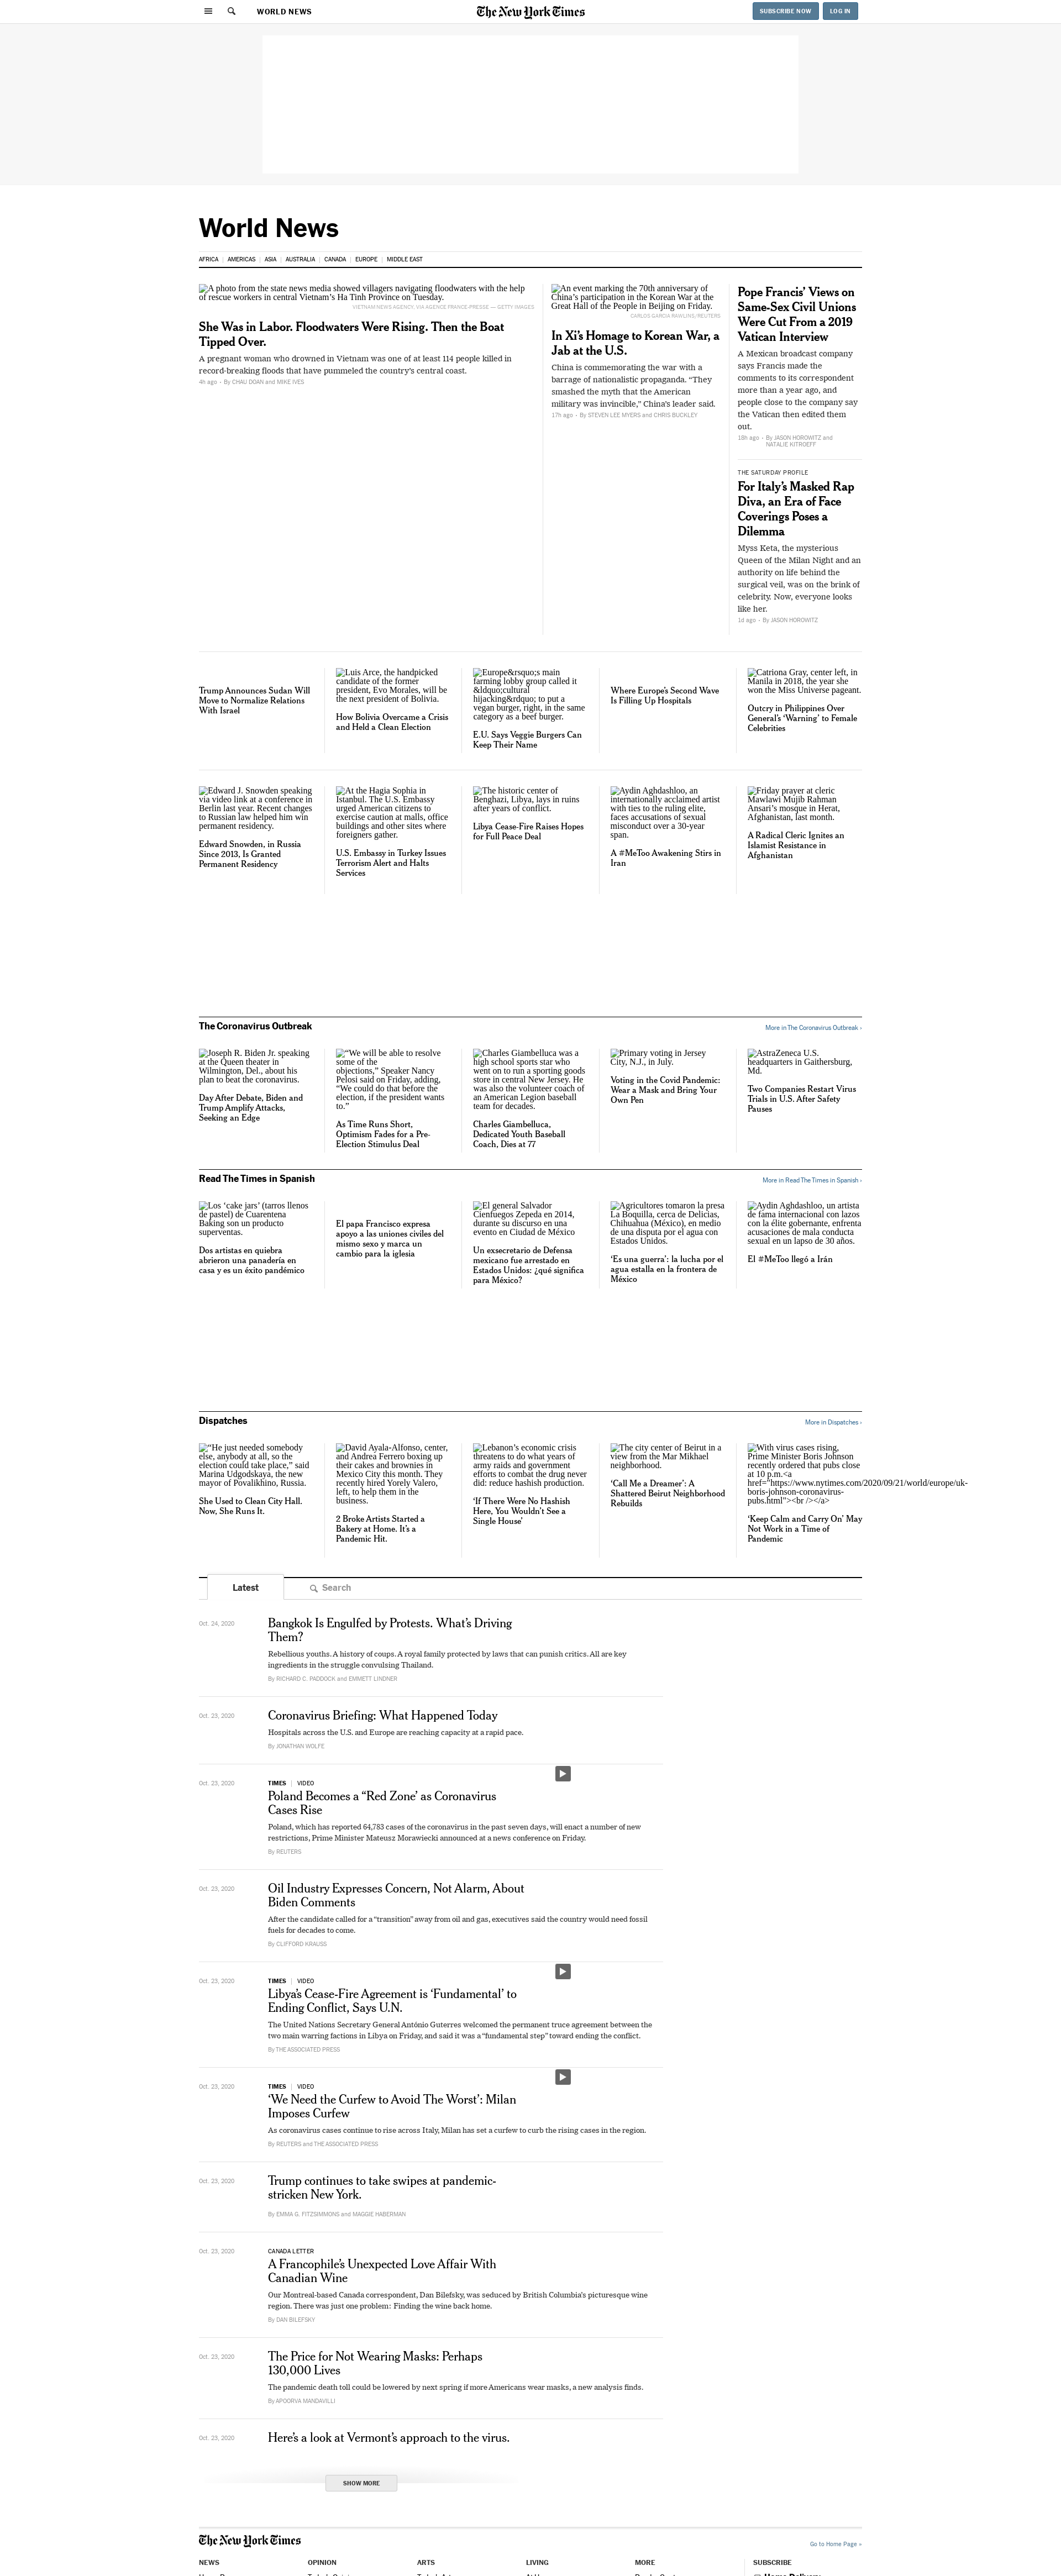 WORLD NEWS
The New York Times
SUBSCRIBE NOW
LOG IN
World News
AFRICA
AMERICAS
ASIA
AUSTRALIA
CANADA
EUROPE
MIDDLE EAST
A photo from the state news media showed villagers navigating floodwaters with the help
of rescue workers in central Vietnam’s Ha Tinh Province on Tuesday.
VIETNAM NEWS AGENCY, VIA AGENCE FRANCE-PRESSE — GETTY IMAGES
She Was in Labor. Floodwaters Were Rising. Then the Boat
Tipped Over.
A pregnant woman who drowned in Vietnam was one of at least 114 people killed in
record-breaking floods that have pummeled the country’s central coast.
4h ago • By CHAU DOAN and MIKE IVES
An event marking the 70th anniversary of
China’s participation in the Korean War at the
Great Hall of the People in Beijing on Friday.
CARLOS GARCIA RAWLINS/REUTERS
In Xi’s Homage to Korean War, a
Jab at the U.S.
China is commemorating the war with a
barrage of nationalistic propaganda. “They
smashed the myth that the American
military was invincible,” China’s leader said.
17h ago • By STEVEN LEE MYERS and CHRIS BUCKLEY
Pope Francis’ Views on
Same-Sex Civil Unions
Were Cut From a 2019
Vatican Interview
A Mexican broadcast company
says Francis made the
comments to its correspondent
more than a year ago, and
people close to the company say
the Vatican then edited them
out.
18h ago • By JASON HOROWITZ and
NATALIE KITROEFF
THE SATURDAY PROFILE
For Italy’s Masked Rap
Diva, an Era of Face
Coverings Poses a
Dilemma
Myss Keta, the mysterious
Queen of the Milan Night and an
authority on life behind the
surgical veil, was on the brink of
celebrity. Now, everyone looks
like her.
1d ago • By JASON HOROWITZ
Trump Announces Sudan Will
Move to Normalize Relations
With Israel
Luis Arce, the handpicked
candidate of the former
president, Evo Morales, will be
the next president of Bolivia.
How Bolivia Overcame a Crisis
and Held a Clean Election
Europe&rsquo;s main
farming lobby group called it
&ldquo;cultural
hijacking&rdquo; to put a
vegan burger, right, in the same
category as a beef burger.
E.U. Says Veggie Burgers Can
Keep Their Name
Where Europe’s Second Wave
Is Filling Up Hospitals
Catriona Gray, center left, in
Manila in 2018, the year she
won the Miss Universe pageant.
Outcry in Philippines Over
General’s ‘Warning’ to Female
Celebrities
Edward J. Snowden speaking
via video link at a conference in
Berlin last year. Recent changes
to Russian law helped him win
permanent residency.
Edward Snowden, in Russia
Since 2013, Is Granted
Permanent Residency
At the Hagia Sophia in
Istanbul. The U.S. Embassy
urged American citizens to
exercise caution at malls, office
buildings and other sites where
foreigners gather.
U.S. Embassy in Turkey Issues
Terrorism Alert and Halts
Services
The historic center of
Benghazi, Libya, lays in ruins
after years of conflict.
Libya Cease-Fire Raises Hopes
for Full Peace Deal
Aydin Aghdashloo, an
internationally acclaimed artist
with ties to the ruling elite,
faces accusations of sexual
misconduct over a 30-year
span.
A #MeToo Awakening Stirs in
Iran
Friday prayer at cleric
Mawlawi Mujib Rahman
Ansari’s mosque in Herat,
Afghanistan, last month.
A Radical Cleric Ignites an
Islamist Resistance in
Afghanistan
The Coronavirus Outbreak
More in The Coronavirus Outbreak ›
Joseph R. Biden Jr. speaking
at the Queen theater in
Wilmington, Del., about his
plan to beat the coronavirus.
Day After Debate, Biden and
Trump Amplify Attacks,
Seeking an Edge
“We will be able to resolve
some of the
objections,” Speaker Nancy
Pelosi said on Friday, adding,
“We could do that before the
election, if the president wants
to.”
As Time Runs Short,
Optimism Fades for a Pre-
Election Stimulus Deal
Charles Giambelluca was a
high school sports star who
went on to run a sporting goods
store in central New Jersey. He
was also the volunteer coach of
an American Legion baseball
team for decades.
Charles Giambelluca,
Dedicated Youth Baseball
Coach, Dies at 77
Primary voting in Jersey
City, N.J., in July.
Voting in the Covid Pandemic:
Wear a Mask and Bring Your
Own Pen
AstraZeneca U.S.
headquarters in Gaithersburg,
Md.
Two Companies Restart Virus
Trials in U.S. After Safety
Pauses
Read The Times in Spanish
More in Read The Times in Spanish ›
Los ‘cake jars’ (tarros llenos
de pastel) de Cuarentena
Baking son un producto
superventas.
Dos artistas en quiebra
abrieron una panadería en
casa y es un éxito pandémico
El papa Francisco expresa
apoyo a las uniones civiles del
mismo sexo y marca un
cambio para la iglesia
El general Salvador
Cienfuegos Zepeda en 2014,
durante su discurso en una
evento en Ciudad de México
Un exsecretario de Defensa
mexicano fue arrestado en
Estados Unidos: ¿qué significa
para México?
Agricultores tomaron la presa
La Boquilla, cerca de Delicias,
Chihuahua (México), en medio
de una disputa por el agua con
Estados Unidos.
‘Es una guerra’: la lucha por el
agua estalla en la frontera de
México
Aydin Aghdashloo, un artista
de fama internacional con lazos
con la élite gobernante, enfrenta
acusaciones de mala conducta
sexual en un lapso de 30 años.
El #MeToo llegó a Irán
Dispatches
More in Dispatches ›
“He just needed somebody
else, anybody at all, so the
election could take place,” said
Marina Udgodskaya, the new
mayor of Povalikhino, Russia.
She Used to Clean City Hall.
Now, She Runs It.
David Ayala-Alfonso, center,
and Andrea Ferrero boxing up
their cakes and brownies in
Mexico City this month. They
recently hired Yorely Valero,
left, to help them in the
business.
2 Broke Artists Started a
Bakery at Home. It’s a
Pandemic Hit.
Lebanon’s economic crisis
threatens to do what years of
army raids and government
efforts to combat the drug never
did: reduce hashish production.
‘If There Were No Hashish
Here, You Wouldn’t See a
Single House’
The city center of Beirut in a
view from the Mar Mikhael
neighborhood.
‘Call Me a Dreamer’: A
Shattered Beirut Neighborhood
Rebuilds
With virus cases rising,
Prime Minister Boris Johnson
recently ordered that pubs close
at 10 p.m.<a
href="https://www.nytimes.com/2020/09/21/world/europe/uk-
boris-johnson-coronavirus-
pubs.html"><br /></a>
‘Keep Calm and Carry On’ May
Not Work in a Time of
Pandemic
Latest
Search
Oct. 24, 2020
Bangkok Is Engulfed by Protests. What’s Driving
Them?
Rebellious youths. A history of coups. A royal family protected by laws that can punish critics. All are key
ingredients in the struggle convulsing Thailand.
By RICHARD C. PADDOCK and EMMETT LINDNER
Oct. 23, 2020
Coronavirus Briefing: What Happened Today
Hospitals across the U.S. and Europe are reaching capacity at a rapid pace.
By JONATHAN WOLFE
Oct. 23, 2020
TIMES | VIDEO
Poland Becomes a “Red Zone’ as Coronavirus
Cases Rise
Poland, which has reported 64,783 cases of the coronavirus in the past seven days, will enact a number of new
restrictions, Prime Minister Mateusz Morawiecki announced at a news conference on Friday.
By REUTERS
Oct. 23, 2020
Oil Industry Expresses Concern, Not Alarm, About
Biden Comments
After the candidate called for a “transition” away from oil and gas, executives said the country would need fossil
fuels for decades to come.
By CLIFFORD KRAUSS
Oct. 23, 2020
TIMES | VIDEO
Libya’s Cease-Fire Agreement is ‘Fundamental’ to
Ending Conflict, Says U.N.
The United Nations Secretary General António Guterres welcomed the permanent truce agreement between the
two main warring factions in Libya on Friday, and said it was a “fundamental step” toward ending the conflict.
By THE ASSOCIATED PRESS
Oct. 23, 2020
TIMES | VIDEO
‘We Need the Curfew to Avoid The Worst’: Milan
Imposes Curfew
As coronavirus cases continue to rise across Italy, Milan has set a curfew to curb the rising cases in the region.
By REUTERS and THE ASSOCIATED PRESS
Oct. 23, 2020
Trump continues to take swipes at pandemic-
stricken New York.
By EMMA G. FITZSIMMONS and MAGGIE HABERMAN
Oct. 23, 2020
CANADA LETTER
A Francophile’s Unexpected Love Affair With
Canadian Wine
Our Montreal-based Canada correspondent, Dan Bilefsky, was seduced by British Columbia’s picturesque wine
region. There was just one problem: Finding the wine back home.
By DAN BILEFSKY
Oct. 23, 2020
The Price for Not Wearing Masks: Perhaps
130,000 Lives
The pandemic death toll could be lowered by next spring if more Americans wear masks, a new analysis finds.
By APOORVA MANDAVILLI
Oct. 23, 2020
Here’s a look at Vermont’s approach to the virus.
SHOW MORE
The New York Times
Go to Home Page »
NEWS
OPINION
ARTS
LIVING
MORE
SUBSCRIBE